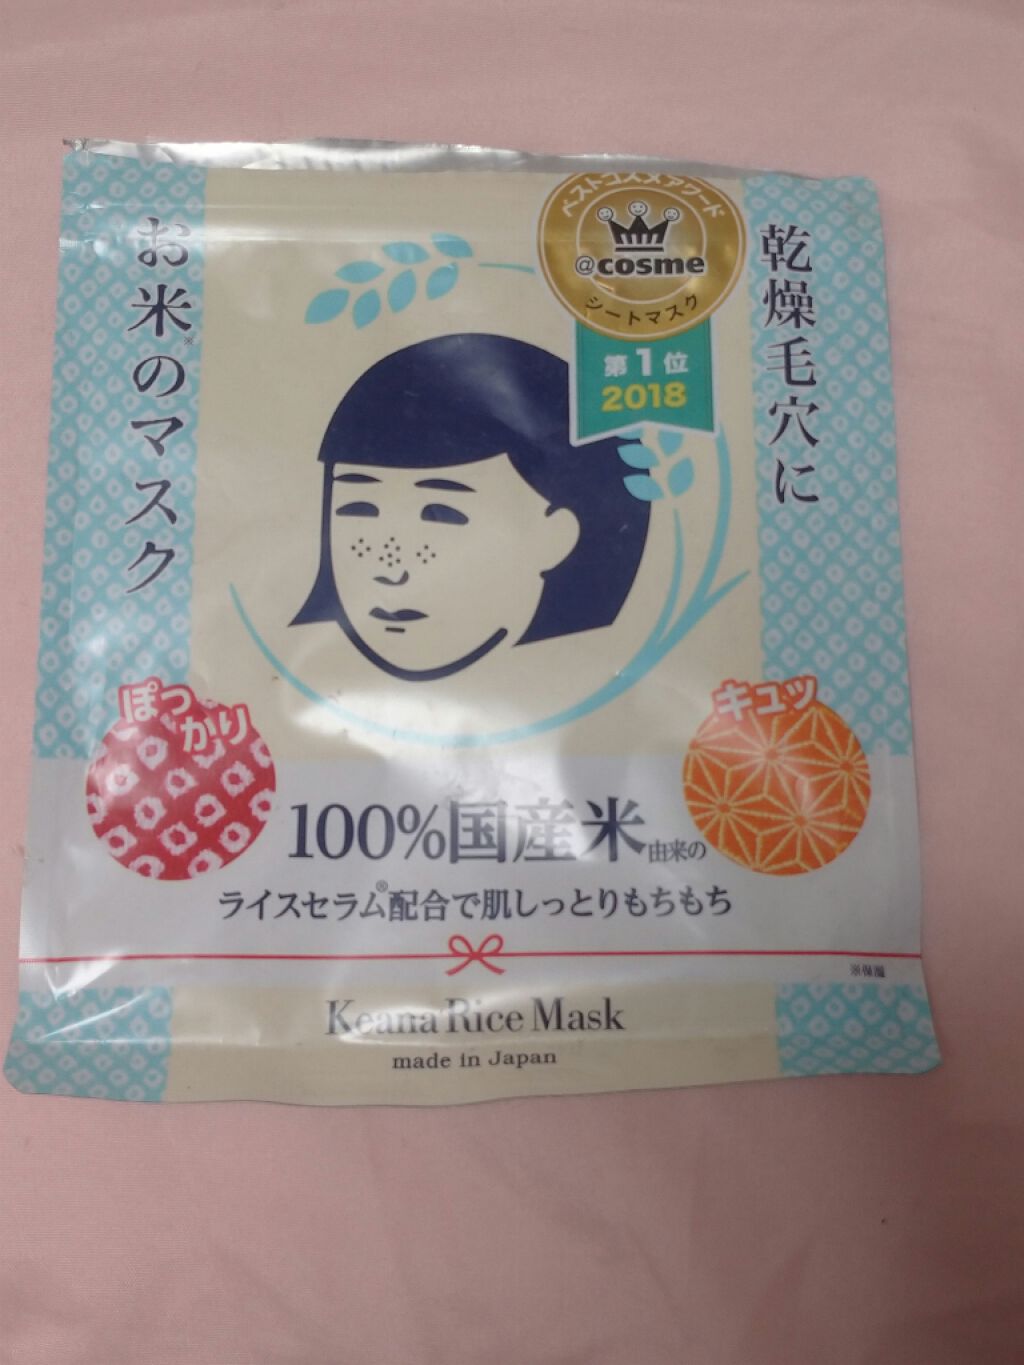 ベストコスメアワード
@cosme
シートマスク
第1位
2018
乾燥毛穴に
お米※のマスク
ぽっかり
キュッ
100%国産米由来の
ライスセラム®配合で肌しっとりもちもち
※保湿
Keana Rice Mask
made in Japan